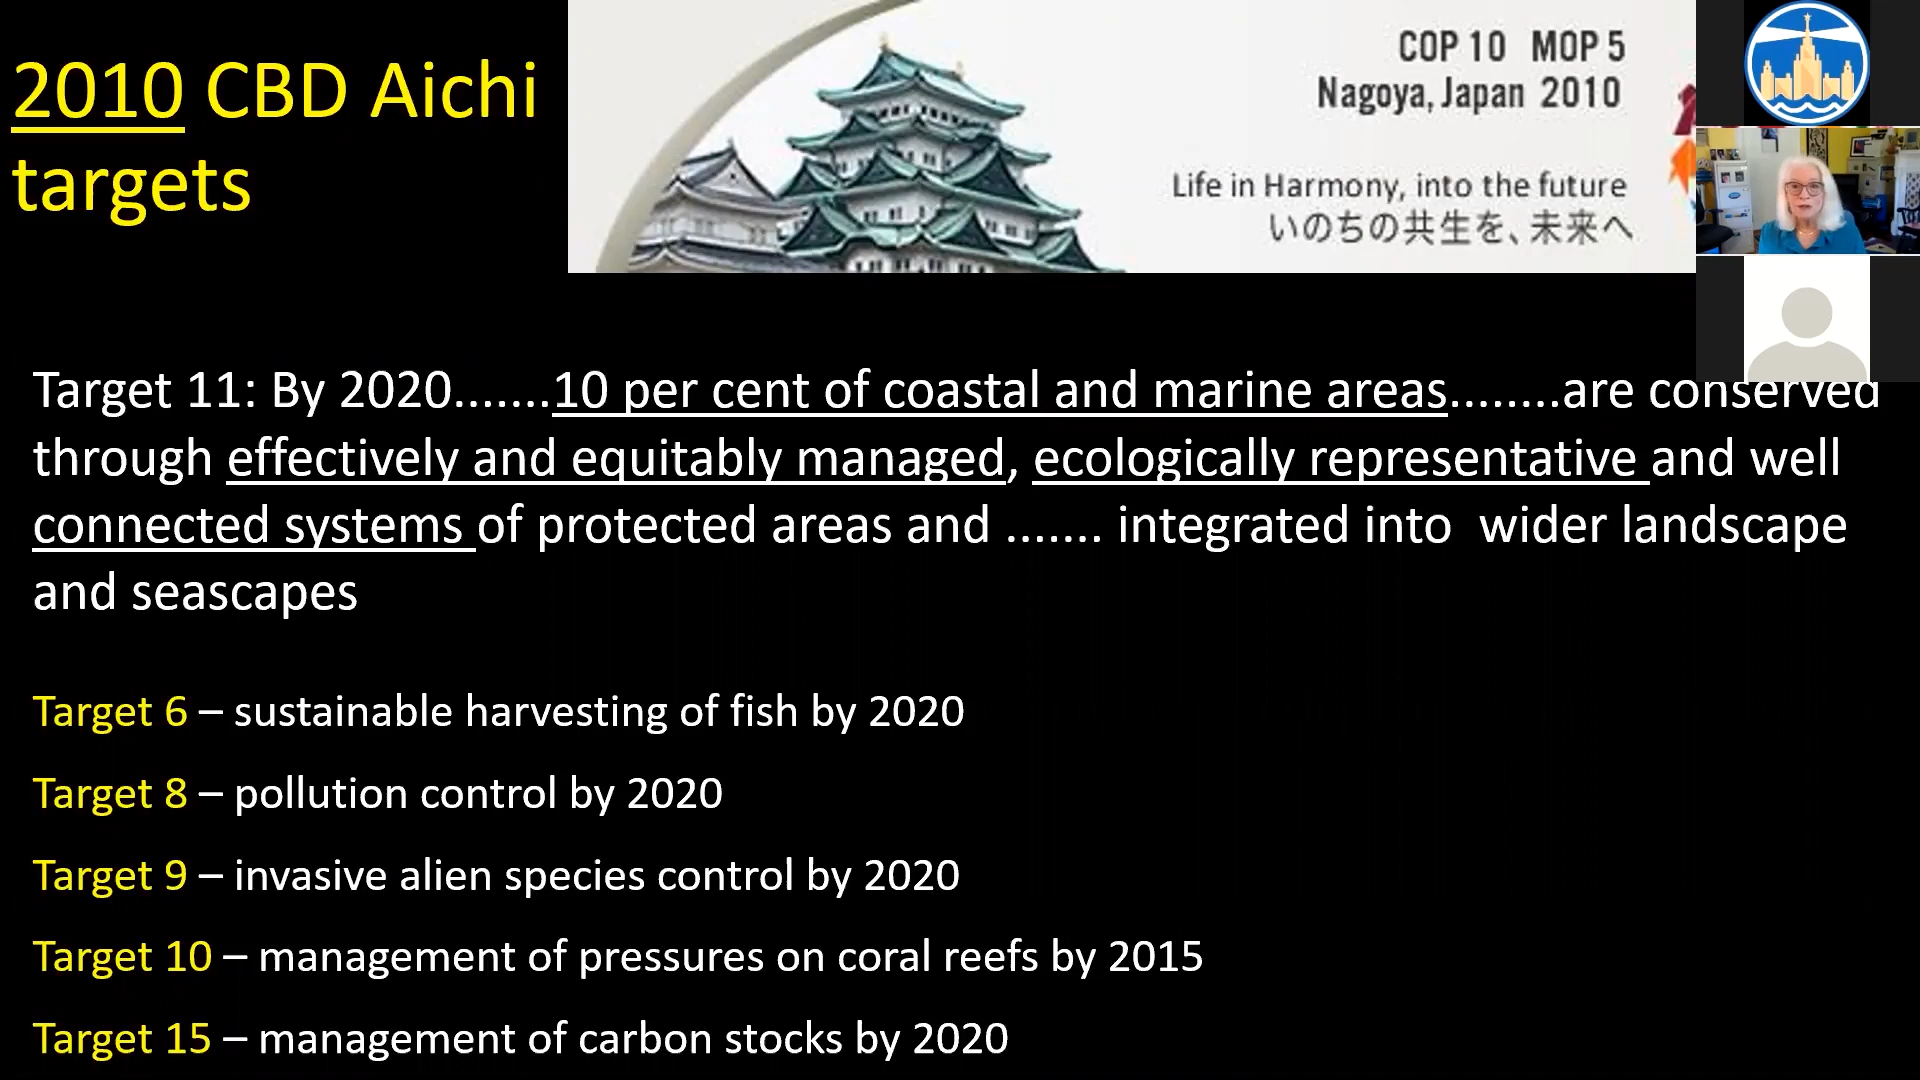 2010 CBD Aichi
targets
COP 10 MOP 5
Nagoya, Japan 2010
Life in Harmony, into the future
いのちの共生を、未来へ
Target 11: By 2020.......10 per cent of coastal and marine areas........are conserved
through effectively and equitably managed, ecologically representative and well
connected systems of protected areas and ....... integrated into wider landscape
and seascapes
Target 6 – sustainable harvesting of fish by 2020
Target 8 – pollution control by 2020
Target 9 – invasive alien species control by 2020
Target 10 – management of pressures on coral reefs by 2015
Target 15 – management of carbon stocks by 2020